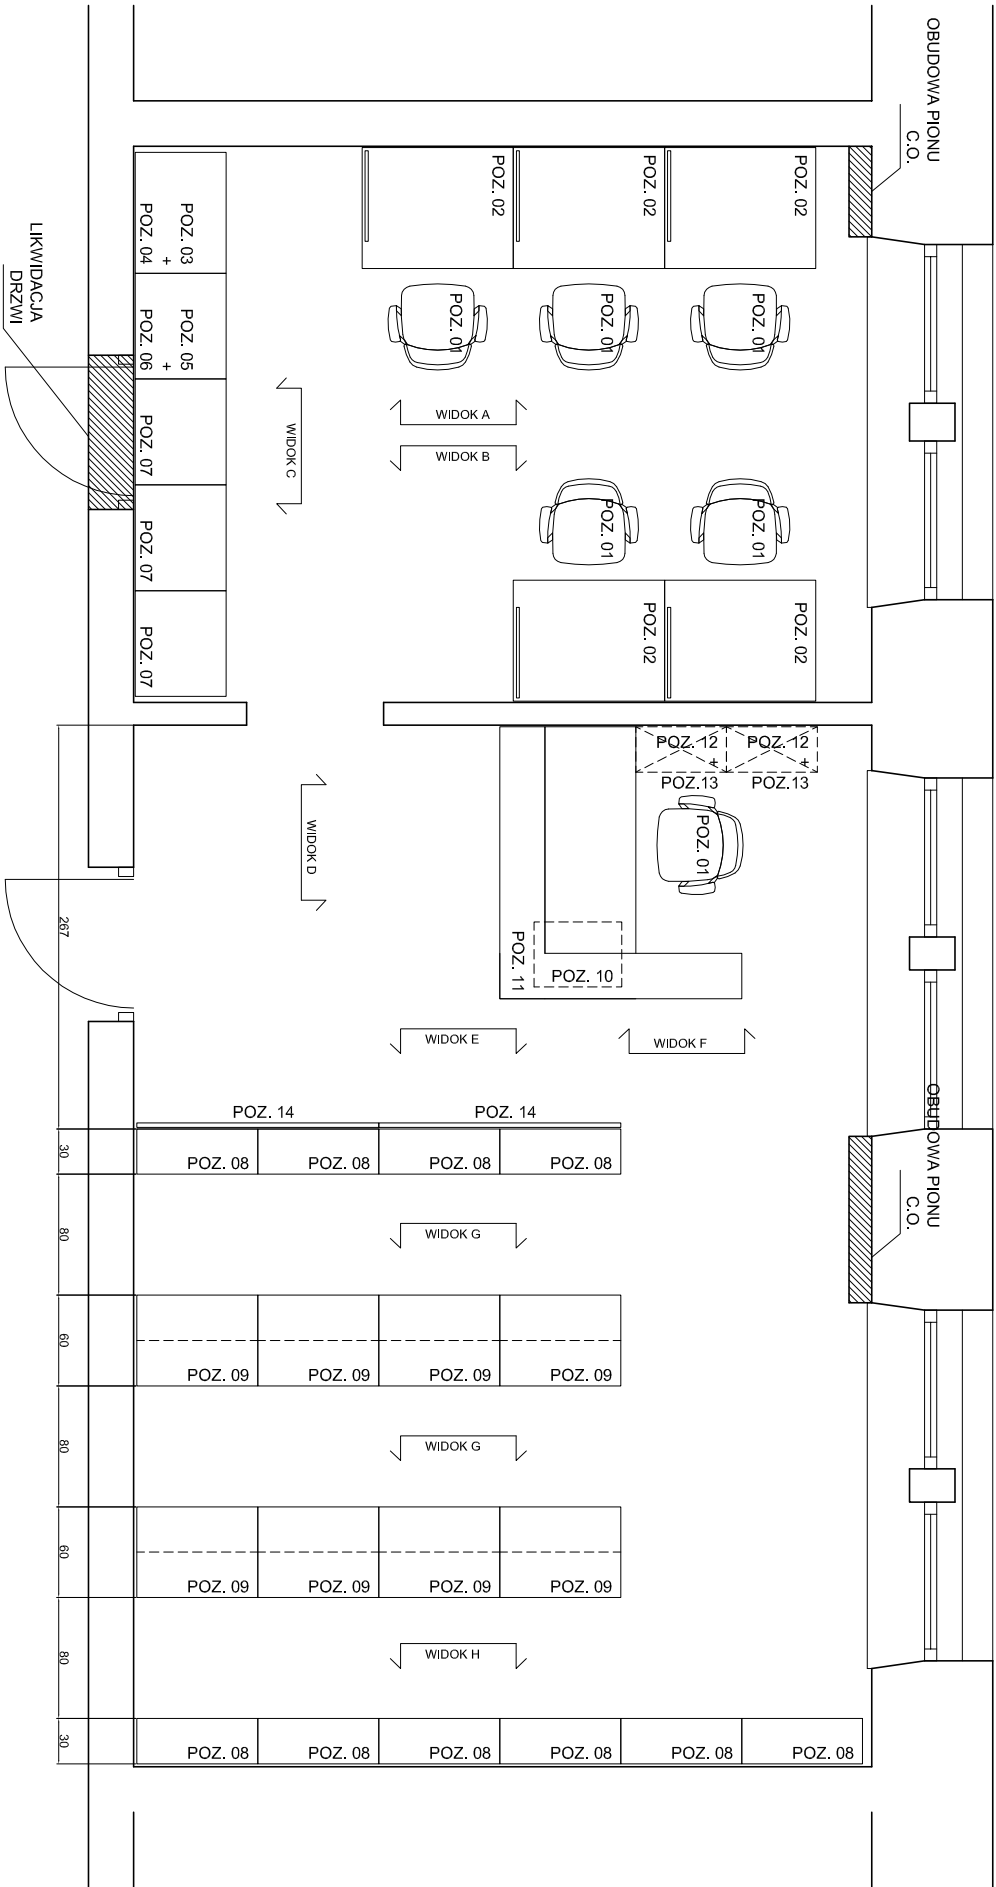 OBUDOWA PIONU
C.O.
POZ. 02
POZ. 02
POZ. 02
POZ. 03
+
POZ. 04
POZ. 05
+
POZ. 06
LIKWIDACJA
DRZWI
POZ. 01
POZ. 01
POZ. 01
WIDOK A
WIDOK B
WIDOK C
POZ. 07
POZ. 07
POZ. 07
POZ. 01
POZ. 01
POZ. 02
POZ. 02
POZ. 12
+
POZ.13
POZ. 12
+
POZ.13
POZ. 01
WIDOK D
267
POZ. 11
POZ. 10
WIDOK E
WIDOK F
OBUDOWA PIONU
C.O.
POZ. 14
POZ. 14
30
POZ. 08
POZ. 08
POZ. 08
POZ. 08
80
WIDOK G
60
POZ. 09
POZ. 09
POZ. 09
POZ. 09
80
WIDOK G
60
POZ. 09
POZ. 09
POZ. 09
POZ. 09
80
WIDOK H
30
POZ. 08
POZ. 08
POZ. 08
POZ. 08
POZ. 08
POZ. 08